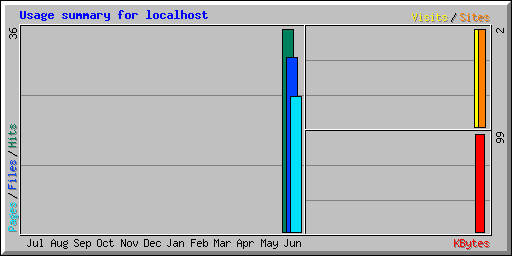 Usage summary for localhost
Visits / Sites
36
2
Pages / Files / Hits
99
Jul Aug Sep Oct Nov Dec Jan Feb Mar Apr May Jun
KBytes